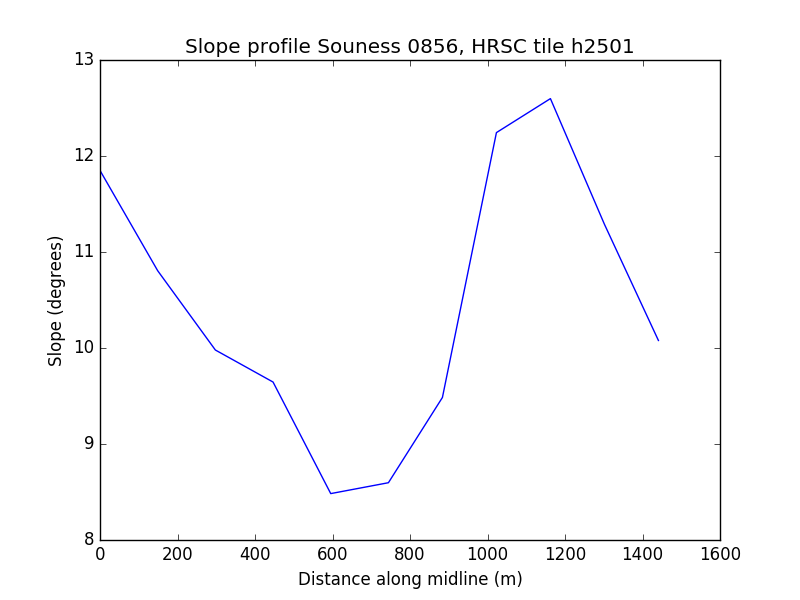 Slope profile Souness 0856, HRSC tile h2501
13
12
11
10
9
8
Slope (degrees)
0 200 400 600 800 1000 1200 1400 1600
Distance along midline (m)